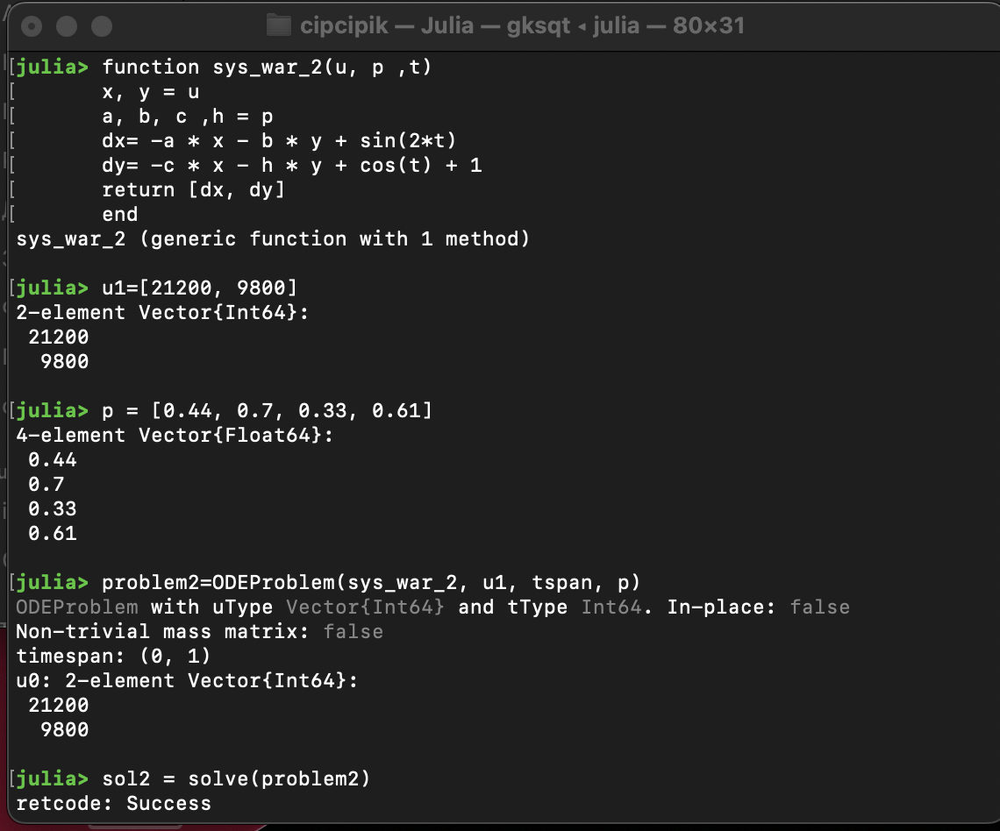 cipcipik — Julia — gksqt ◂ julia — 80×31
julia> function sys_war_2(u, p ,t)
x, y = u
a, b, c ,h = p
dx= -a * x - b * y + sin(2*t)
dy= -c * x - h * y + cos(t) + 1
return [dx, dy]
end
sys_war_2 (generic function with 1 method)
julia> u1=[21200, 9800]
2-element Vector{Int64}:
21200
9800
julia> p = [0.44, 0.7, 0.33, 0.61]
4-element Vector{Float64}:
0.44
0.7
0.33
0.61
julia> problem2=ODEProblem(sys_war_2, u1, tspan, p)
ODEProblem with uType Vector{Int64} and tType Int64. In-place: false
Non-trivial mass matrix: false
timespan: (0, 1)
u0: 2-element Vector{Int64}:
21200
9800
julia> sol2 = solve(problem2)
retcode: Success